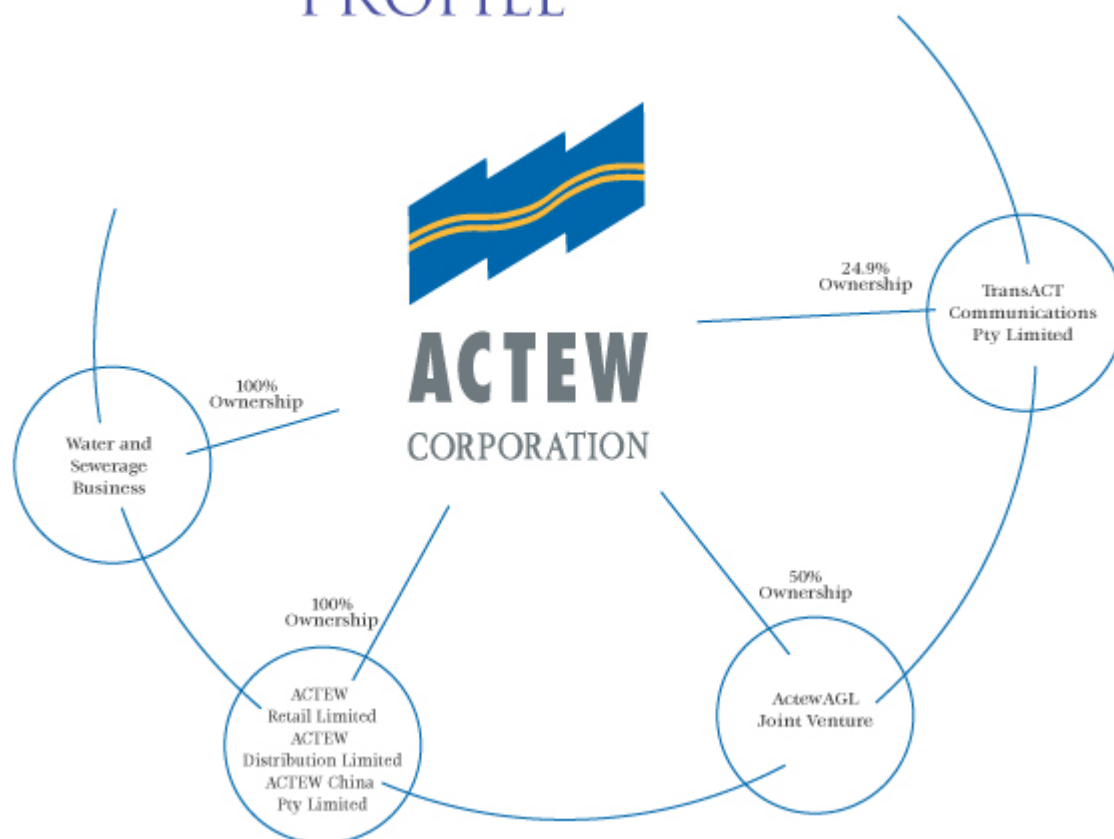 PROFILE
ACTEW
CORPORATION
24.9%
Ownership
TransACT
Communications
Pty Limited
100%
Ownership
Water and
Sewerage
Business
100%
Ownership
ACTEW
Retail Limited
ACTEW
Distribution Limited
ACTEW China
Pty Limited
50%
Ownership
ActewAGL
Joint Venture